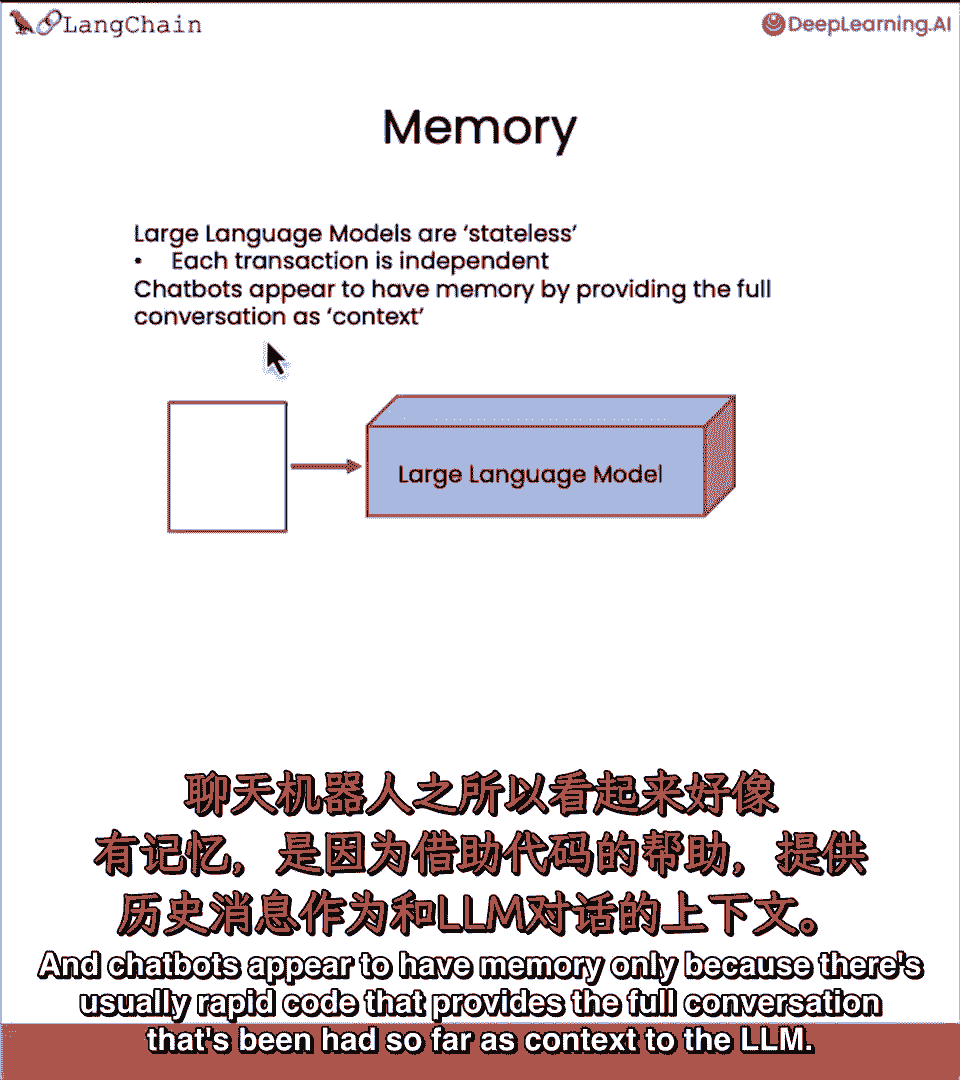 LangChain
DeepLearning.AI
Memory
Large Language Models are ‘stateless’
• Each transaction is independent
Chatbots appear to have memory by providing the full
conversation as ‘context’
Large Language Model
聊天机器人之所以看起来好像
有记忆，是因为借助代码的帮助，提供
历史消息作为和LLM对话的上下文。
And chatbots appear to have memory only because there's
usually rapid code that provides the full conversation
that's been had so far as context to the LLM.